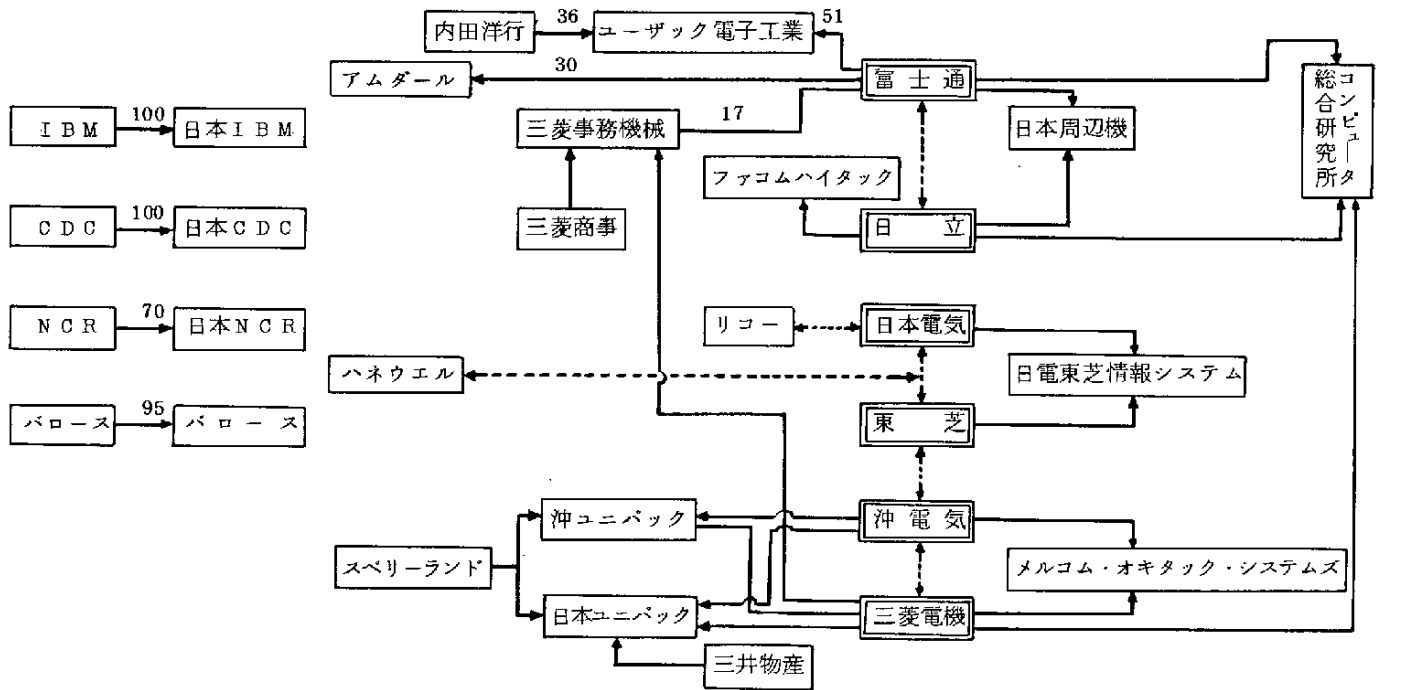 内田洋行
36
ユーザック電子工業
51
アムダール
30
富士通
コンピュータ
総合研究所
IBM
100
日本IBM
三菱事務機械
17
日本周辺機
ファコムハイタック
CDC
100
日本CDC
三菱商事
日立
NCR
70
日本NCR
リコー
日本電気
ハネウエル
日電東芝情報システム
バロース
95
バロース
東芝
沖ユニバック
沖電気
スペリーランド
メルコム・オキタック・システムズ
日本ユニバック
三菱電機
三井物産